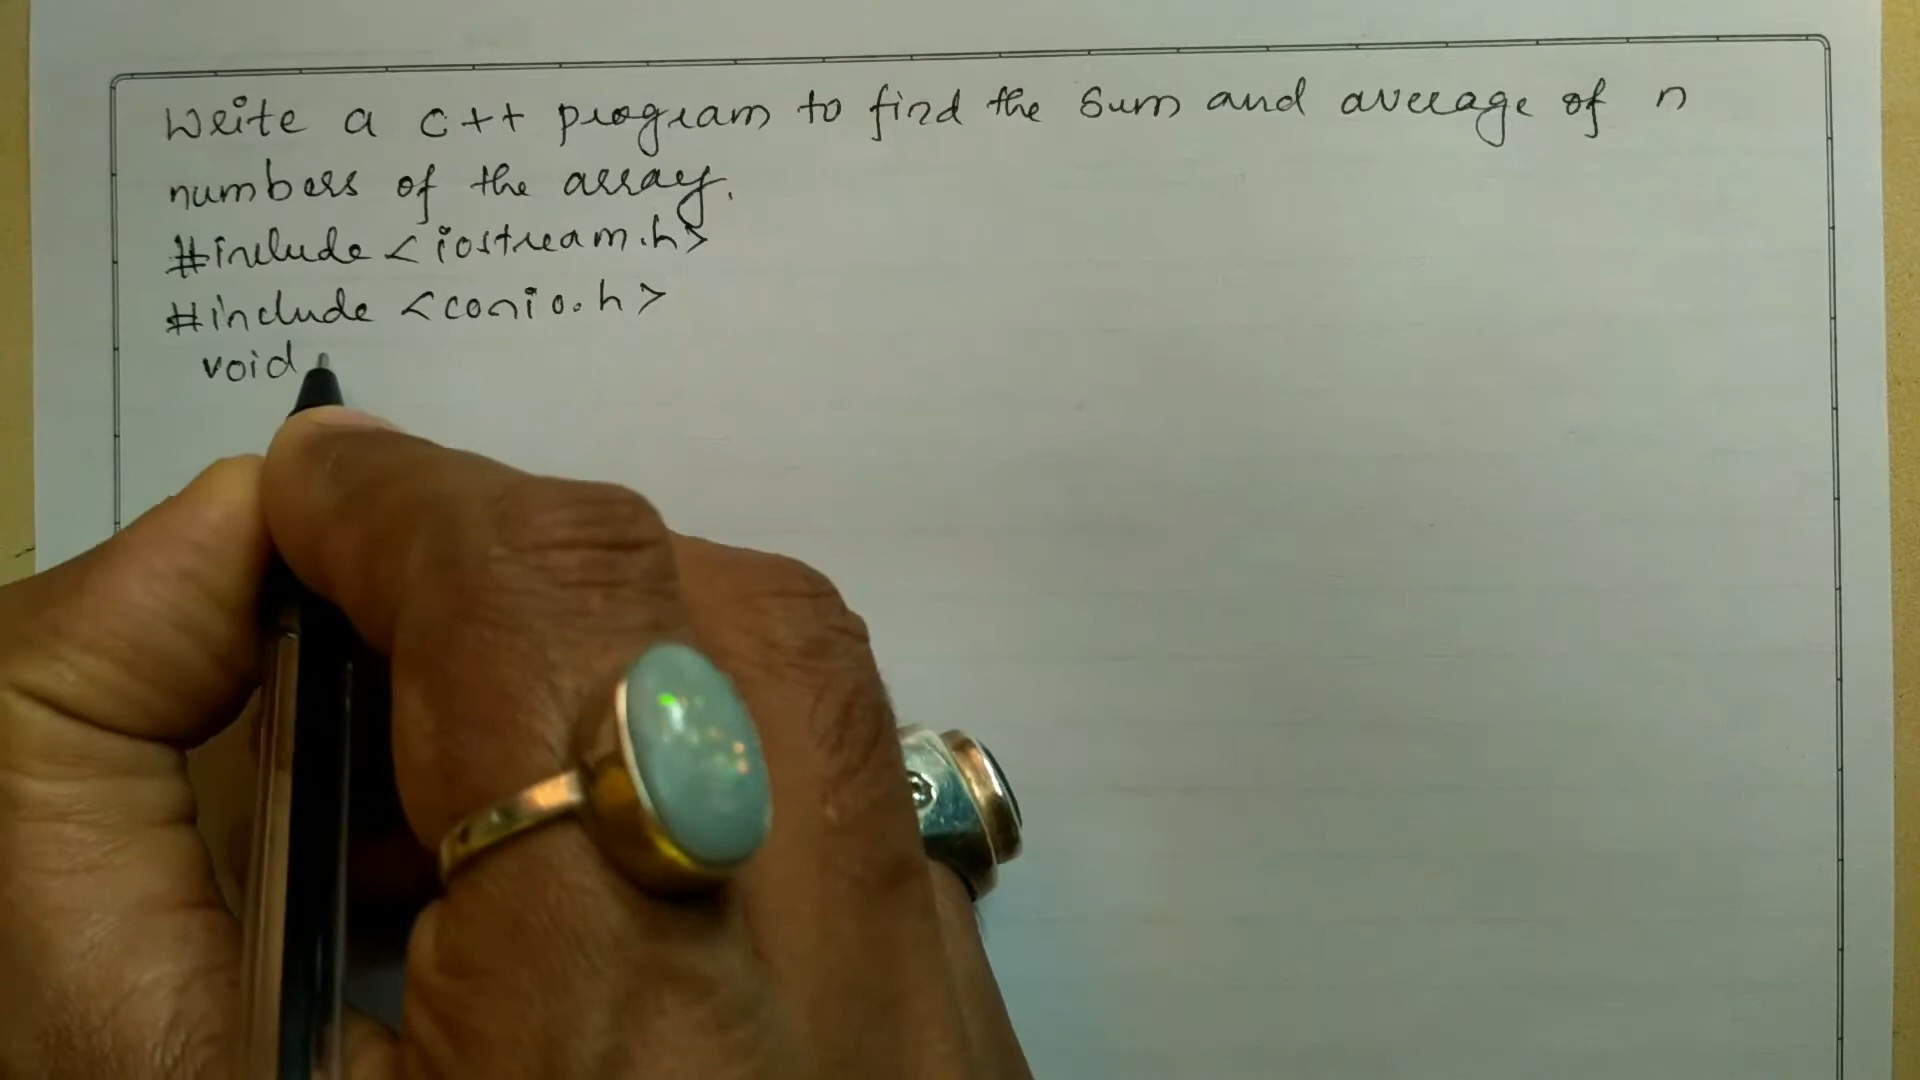 Write a c++ program to find the sum and average of n
numbers of the array.
#include <iostream.h>
#include <conio.h>
void